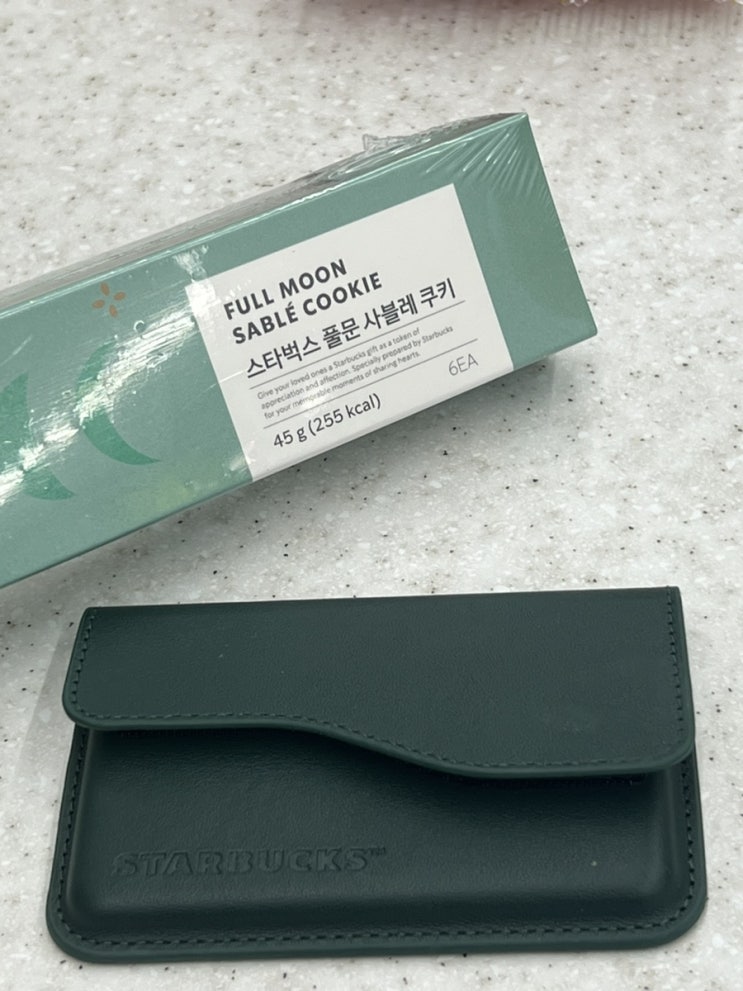 FULL MOON
SABLÉ COOKIE
스타벅스 풀문 사블레 쿠키
Give your loved ones a Starbucks gift as a token of
appreciation and affection. Specially prepared by Starbucks
for your memorable moments of sharing hearts.
6EA
45 g (255 kcal)
STARBUCKS™